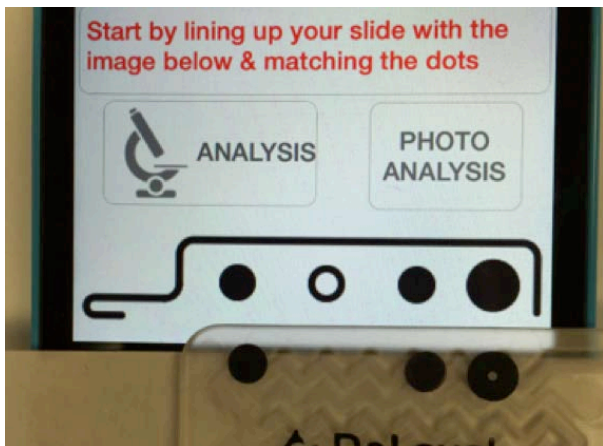 Start by lining up your slide with the
image below & matching the dots
ANALYSIS
PHOTO
ANALYSIS